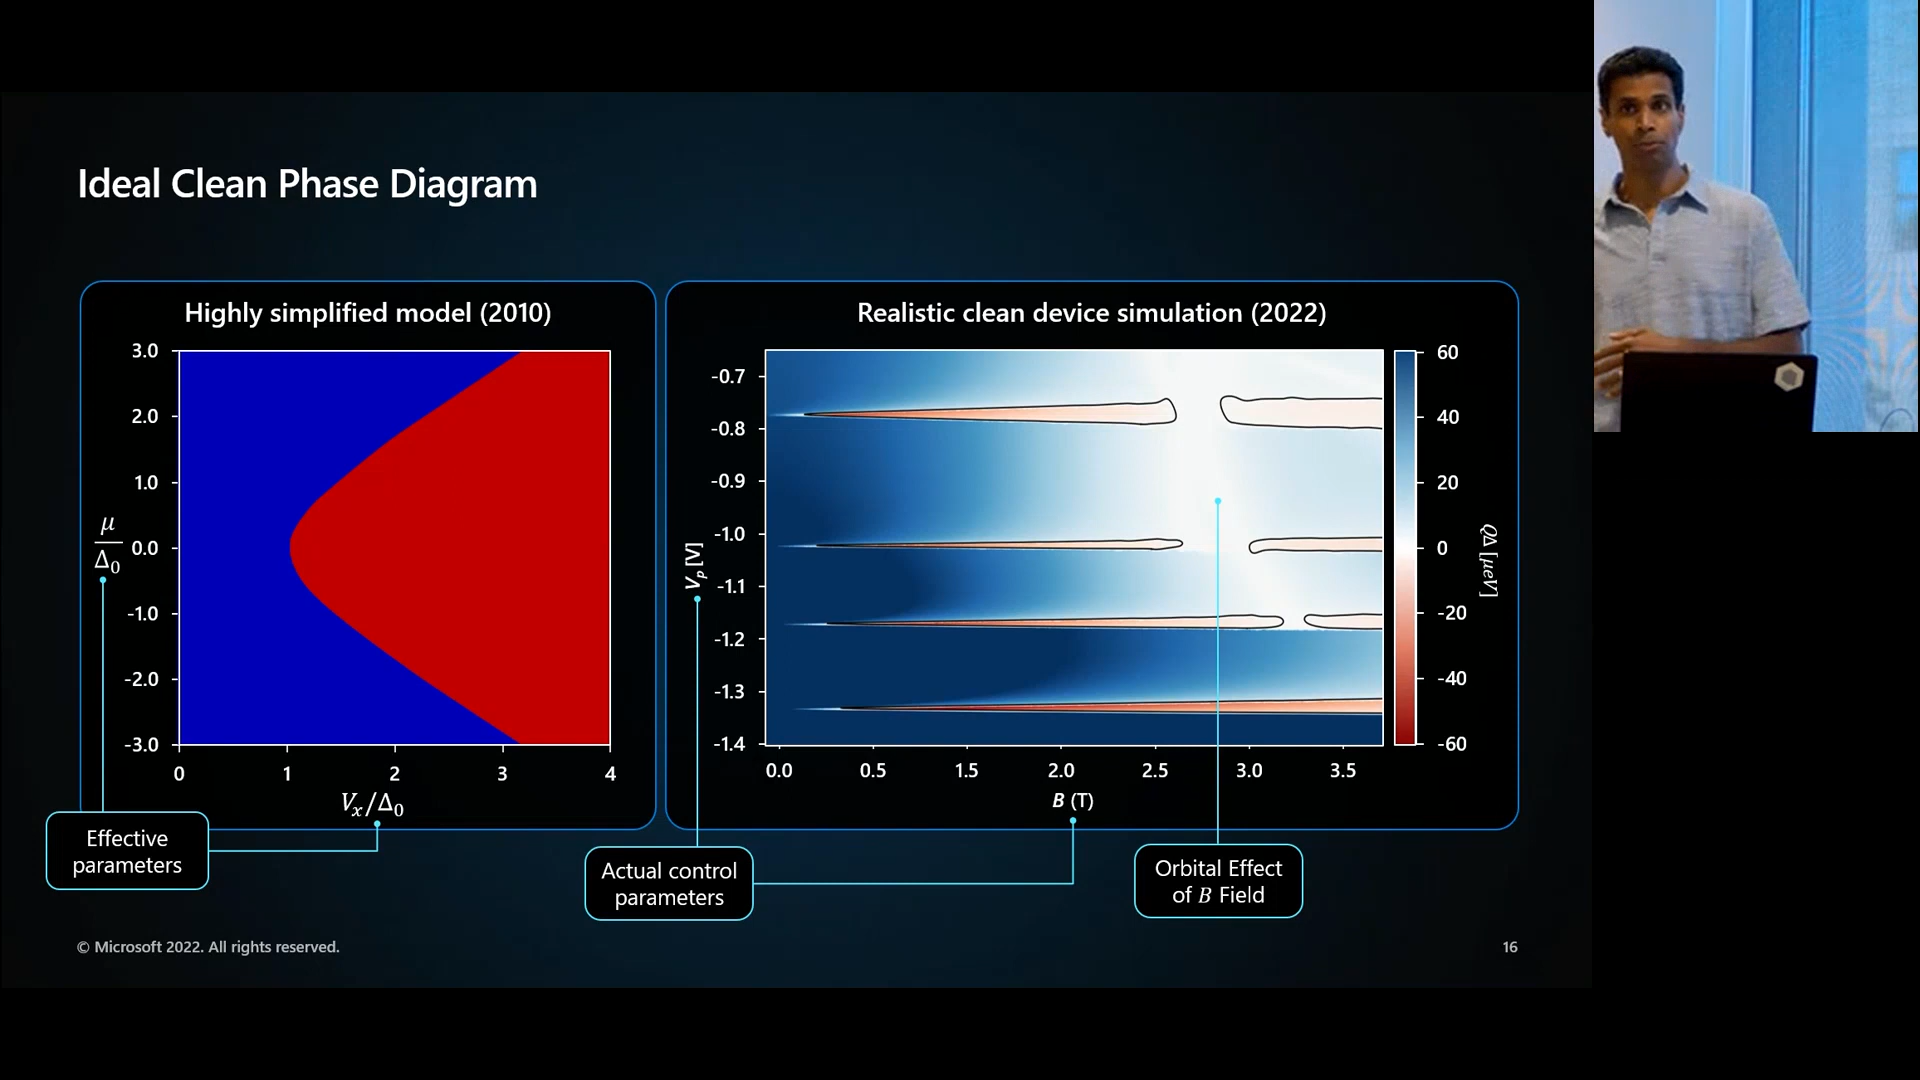 Ideal Clean Phase Diagram
Highly simplified model (2010)
3.0
2.0
1.0
0.0
-1.0
-2.0
-3.0
μ
Δ₀
0 1 2 3 4
Vₓ/Δ₀
Effective
parameters
Realistic clean device simulation (2022)
-0.7
-0.8
-0.9
-1.0
-1.1
-1.2
-1.3
-1.4
Vₚ [V]
0.0 0.5 1.5 2.0 2.5 3.0 3.5
B (T)
60
40
20
0
-20
-40
-60
QΔ [μeV]
Actual control
parameters
Orbital Effect
of B Field
© Microsoft 2022. All rights reserved.
16